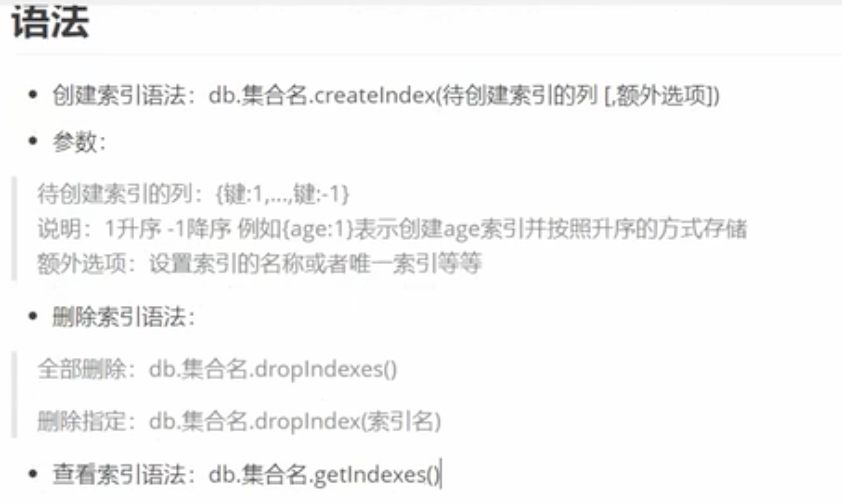 语法
创建索引语法：db.集合名.createIndex(待创建索引的列 [,额外选项])
参数：
待创建索引的列：{键:1,...,键:-1}
说明：1升序 -1降序 例如{age:1}表示创建age索引并按照升序的方式存储
额外选项：设置索引的名称或者唯一索引等等
删除索引语法：
全部删除：db.集合名.dropIndexes()
删除指定：db.集合名.dropIndex(索引名)
查看索引语法：db.集合名.getIndexes()